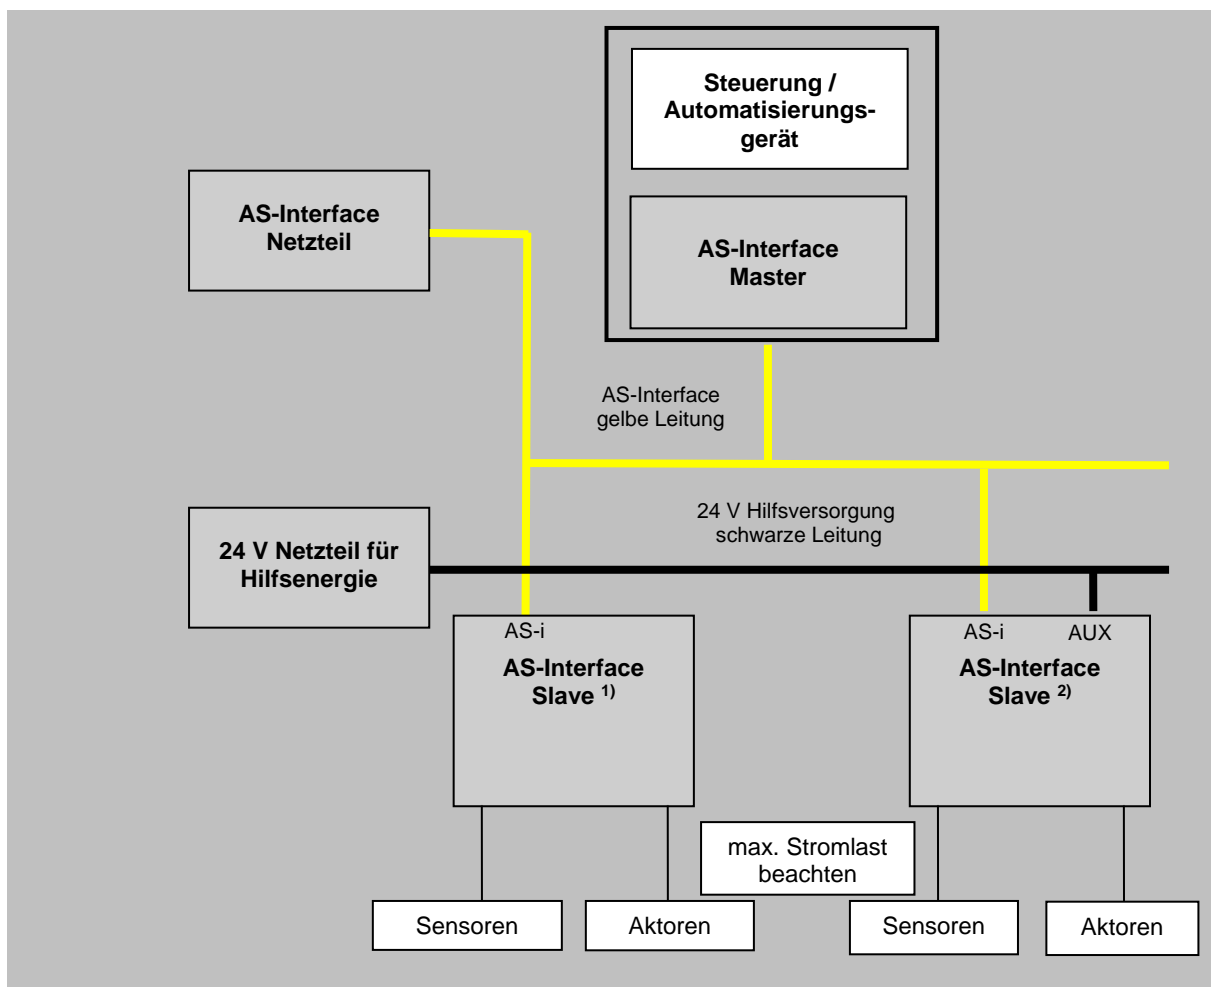 Steuerung /
Automatisierungs-
gerät
AS-Interface
Netzteil
AS-Interface
Master
AS-Interface
gelbe Leitung
24 V Hilfsversorgung
schwarze Leitung
24 V Netzteil für
Hilfsenergie
AS-i
AS-Interface
Slave 1)
AS-i AUX
AS-Interface
Slave 2)
max. Stromlast
beachten
Sensoren
Aktoren
Sensoren
Aktoren